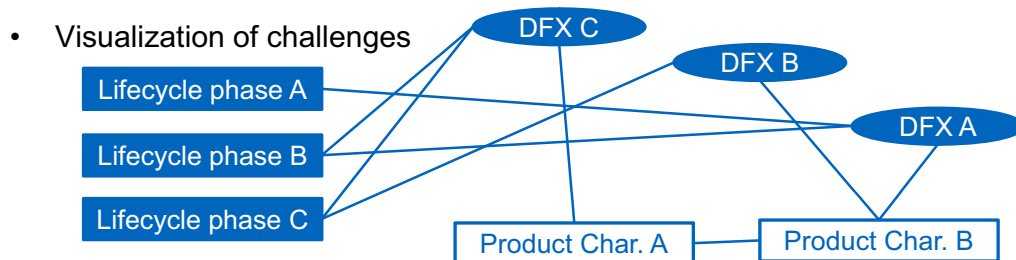 • Visualization of challenges
DFX C
DFX B
DFX A
Lifecycle phase A
Lifecycle phase B
Lifecycle phase C
Product Char. A
Product Char. B